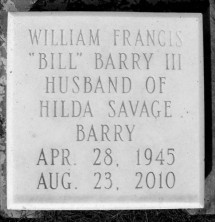 WILLIAM FRANCIS
"BILL" BARRY III
HUSBAND OF
HILDA SAVAGE
BARRY
APR. 28, 1945
AUG. 23, 2010